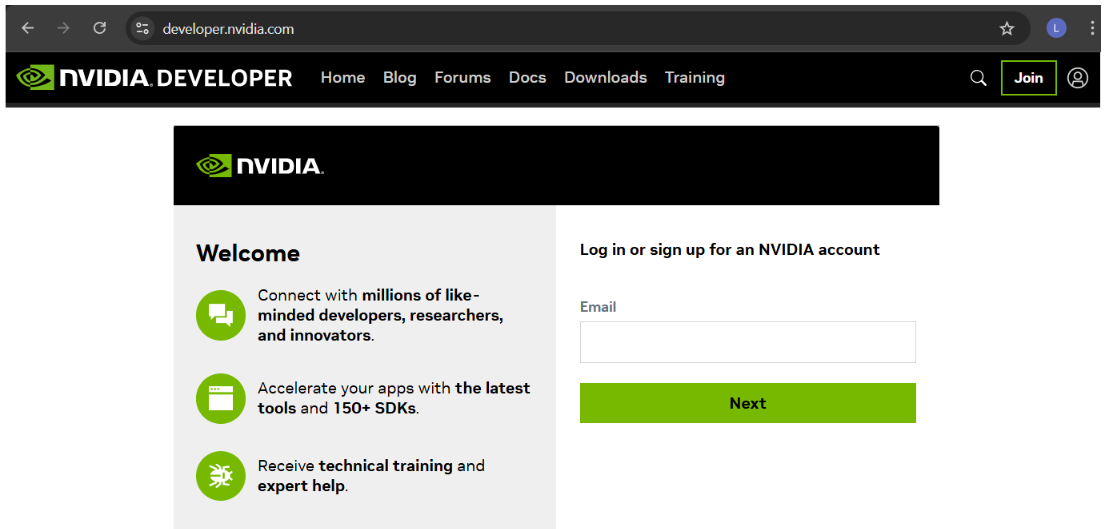 developer.nvidia.com
L
NVIDIA. DEVELOPER Home Blog Forums Docs Downloads Training Join
NVIDIA.
Welcome
Connect with millions of like-
minded developers, researchers,
and innovators.
Accelerate your apps with the latest
tools and 150+ SDKs.
Receive technical training and
expert help.
Log in or sign up for an NVIDIA account
Email
Next